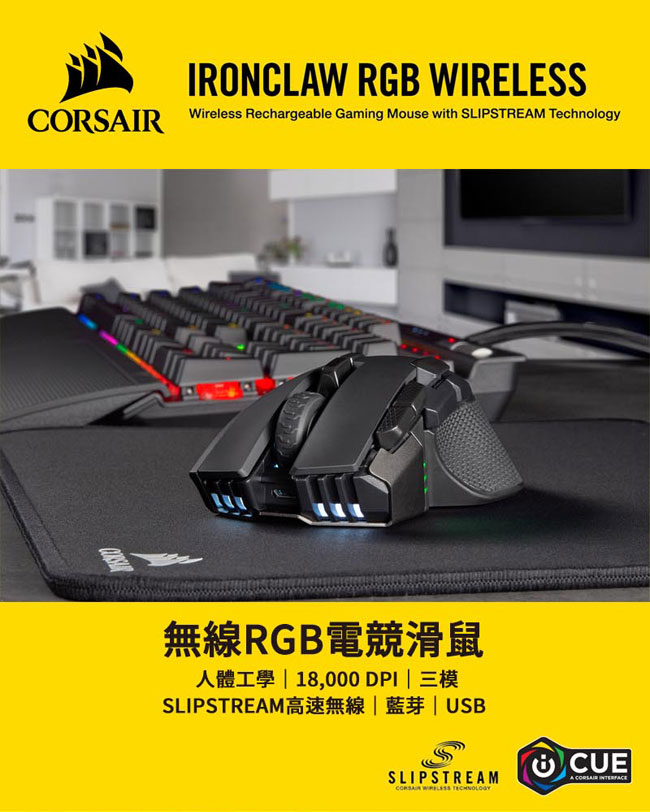 CORSAIR
IRONCLAW RGB WIRELESS
Wireless Rechargeable Gaming Mouse with SLIPSTREAM Technology
CORSAIR
無線RGB電競滑鼠
人體工學｜18,000 DPI｜三模
SLIPSTREAM高速無線｜藍芽｜USB
SLIPSTREAM
CORSAIR WIRELESS TECHNOLOGY
iCUE
A CORSAIR INTERFACE